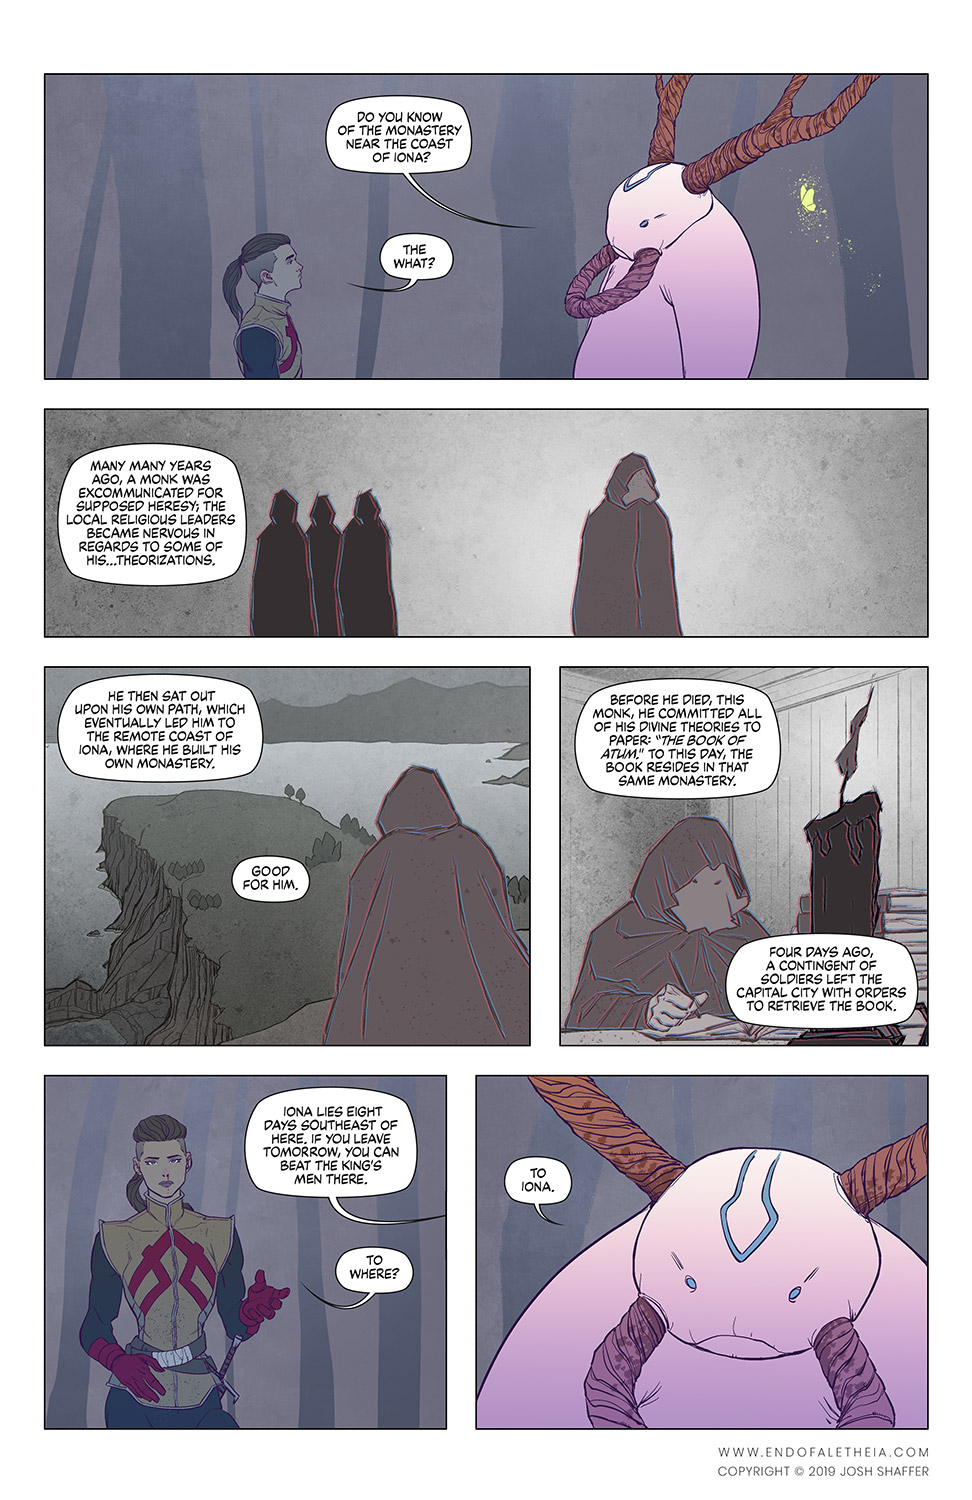 DO YOU KNOW
OF THE MONASTERY
NEAR THE COAST
OF IONA?
THE
WHAT?
MANY MANY YEARS
AGO, A MONK WAS
EXCOMMUNICATED FOR
SUPPOSED HERESY; THE
LOCAL RELIGIOUS LEADERS
BECAME NERVOUS IN
REGARDS TO SOME OF
HIS...THEORIZATIONS.
HE THEN SAT OUT
UPON HIS OWN PATH, WHICH
EVENTUALLY LED HIM TO
THE REMOTE COAST OF
IONA, WHERE HE BUILT HIS
OWN MONASTERY.
GOOD
FOR HIM.
BEFORE HE DIED, THIS
MONK, HE COMMITTED ALL
OF HIS DIVINE THEORIES TO
PAPER: "THE BOOK OF
ATUM." TO THIS DAY, THE
BOOK RESIDES IN THAT
SAME MONASTERY.
FOUR DAYS AGO,
A CONTINGENT OF
SOLDIERS LEFT THE
CAPITAL CITY WITH ORDERS
TO RETRIEVE THE BOOK.
IONA LIES EIGHT
DAYS SOUTHEAST OF
HERE. IF YOU LEAVE
TOMORROW, YOU CAN
BEAT THE KING'S
MEN THERE.
TO
WHERE?
TO
IONA.
WWW.ENDOFALETHEIA.COM
COPYRIGHT © 2019 JOSH SHAFFER